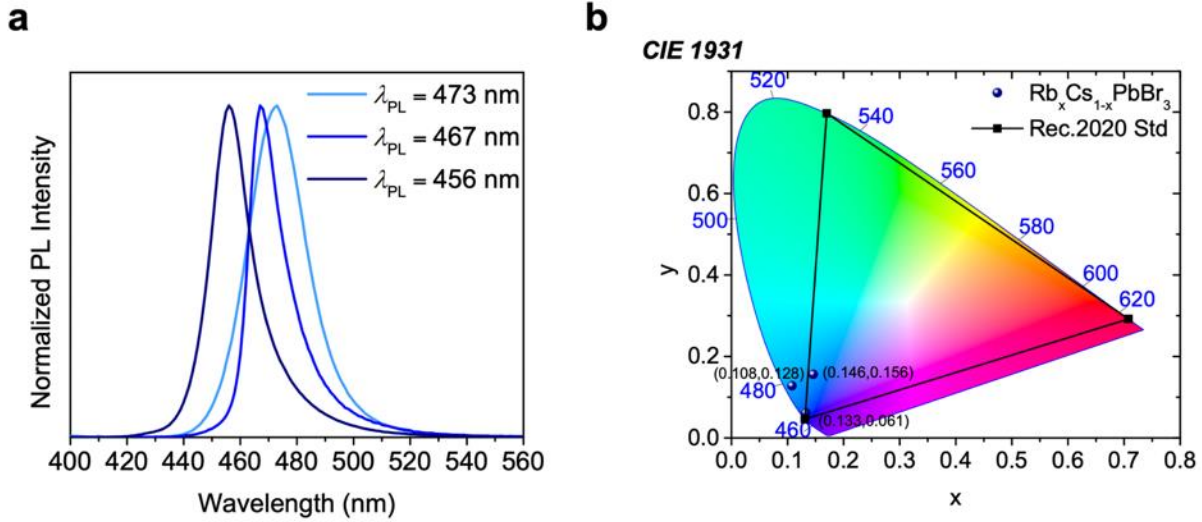 a
Normalized PL Intensity
λPL = 473 nm
λPL = 467 nm
λPL = 456 nm
400 420 440 460 480 500 520 540 560
Wavelength (nm)
b
CIE 1931
y
0.8
0.6
0.4
0.2
0.0
520
540
560
500
580
600
620
480
460
RbxCs1-xPbBr3
Rec.2020 Std
(0.108,0.128)
(0.146,0.156)
(0.133,0.061)
0.0 0.1 0.2 0.3 0.4 0.5 0.6 0.7 0.8
x